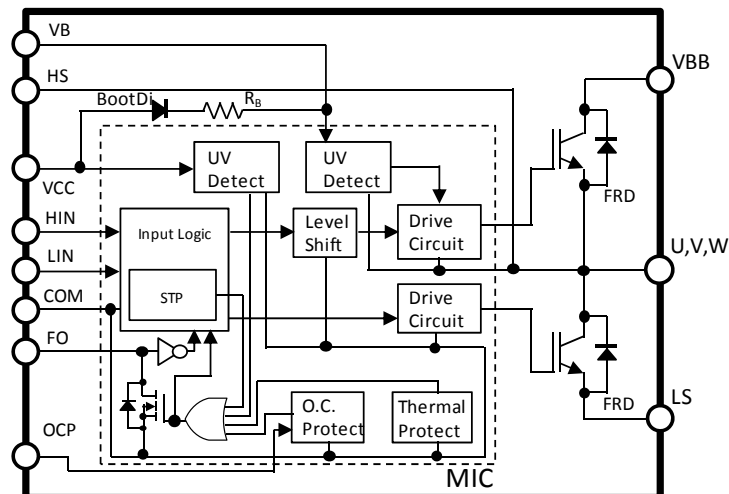 VB
VBB
HS
BootDi
RB
UV
Detect
UV
Detect
VCC
FRD
HIN
Input Logic
Level
Shift
Drive
Circuit
U,V,W
LIN
STP
COM
Drive
Circuit
FO
FRD
LS
O.C.
Protect
Thermal
Protect
OCP
MIC